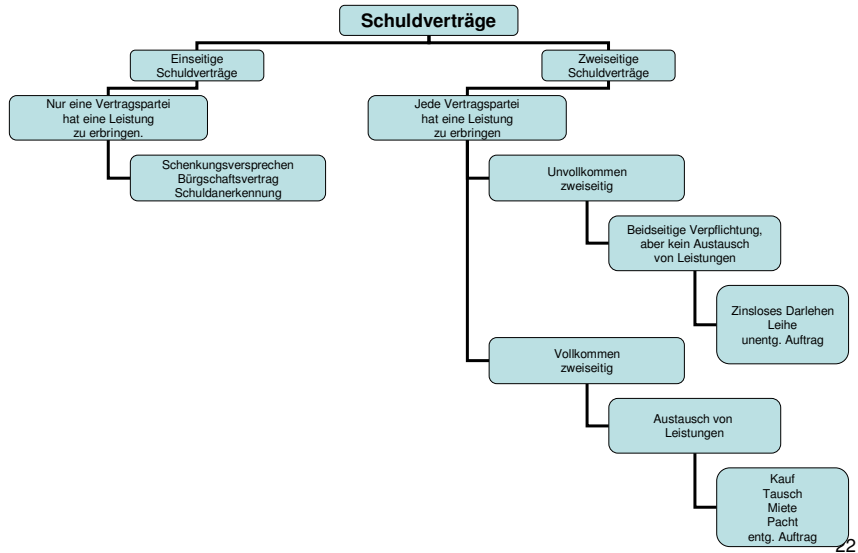 Schuldverträge
Einseitige
Schuldverträge
Nur eine Vertragspartei
hat eine Leistung
zu erbringen.
Schenkungsversprechen
Bürgschaftsvertrag
Schuldanerkennung
Zweiseitige
Schuldverträge
Jede Vertragspartei
hat eine Leistung
zu erbringen
Unvollkommen
zweiseitig
Beidseitige Verpflichtung,
aber kein Austausch
von Leistungen
Zinsloses Darlehen
Leihe
unentg. Auftrag
Vollkommen
zweiseitig
Austausch von
Leistungen
Kauf
Tausch
Miete
Pacht
entg. Auftrag
22